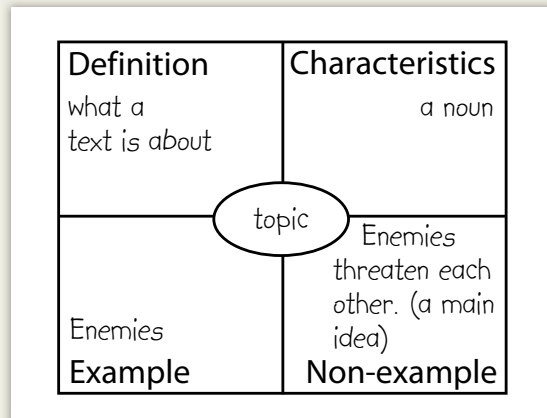 Definition
what a
text is about
Characteristics
a noun
topic
Enemies
Example
Enemies
threaten each
other. (a main
idea)
Non-example